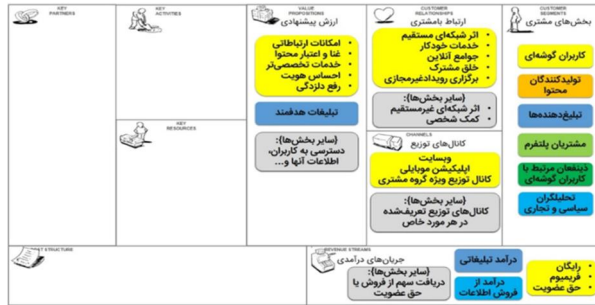 KEY
PARTNERS
KEY
ACTIVITIES
KEY
RESOURCES
VALUE
PROPOSITIONS
ارزش پیشنهادی
امکانات ارتباطاتی
غنا و اعتبار محتوا
خدمات تخصصی‌تر
احساس هویت
رفع دلزدگی
تبلیغات هدفمند
{سایر بخش‌ها}:
دسترسی به کاربران،
اطلاعات آنها و...
CUSTOMER
RELATIONSHIPS
ارتباط بامشتری
اثر شبکه‌ای مستقیم
خدمات خودکار
جوامع آنلاین
خلق مشترک
برگزاری رویدادغیرمجازی
{سایر بخش‌ها}:
اثر شبکه‌ای غیرمستقیم
کمک شخصی
CHANNELS
کانال‌های توزیع
وبسایت
اپلیکیشن موبایلی
کانال توزیع ویژه گروه مشتری
{سایر بخش‌ها}:
کانال‌های توزیع تعریف‌شده
در هر مورد خاص
CUSTOMER
SEGMENTS
بخش‌های مشتری
کاربران گوشه‌ای
تولیدکنندگان
محتوا
تبلیغ‌دهنده‌ها
مشتریان پلتفرم
ذینفعان مرتبط با
کاربران گوشه‌ای
تحلیلگران
سیاسی و تجاری
STRUCTURE
REVENUE STREAMS
جریان‌های درآمدی
{سایر بخش‌ها}:
دریافت سهم از فروش یا
حق عضویت
درآمد تبلیغاتی
درآمد از
فروش اطلاعات
رایگان
فریمیوم
حق عضویت